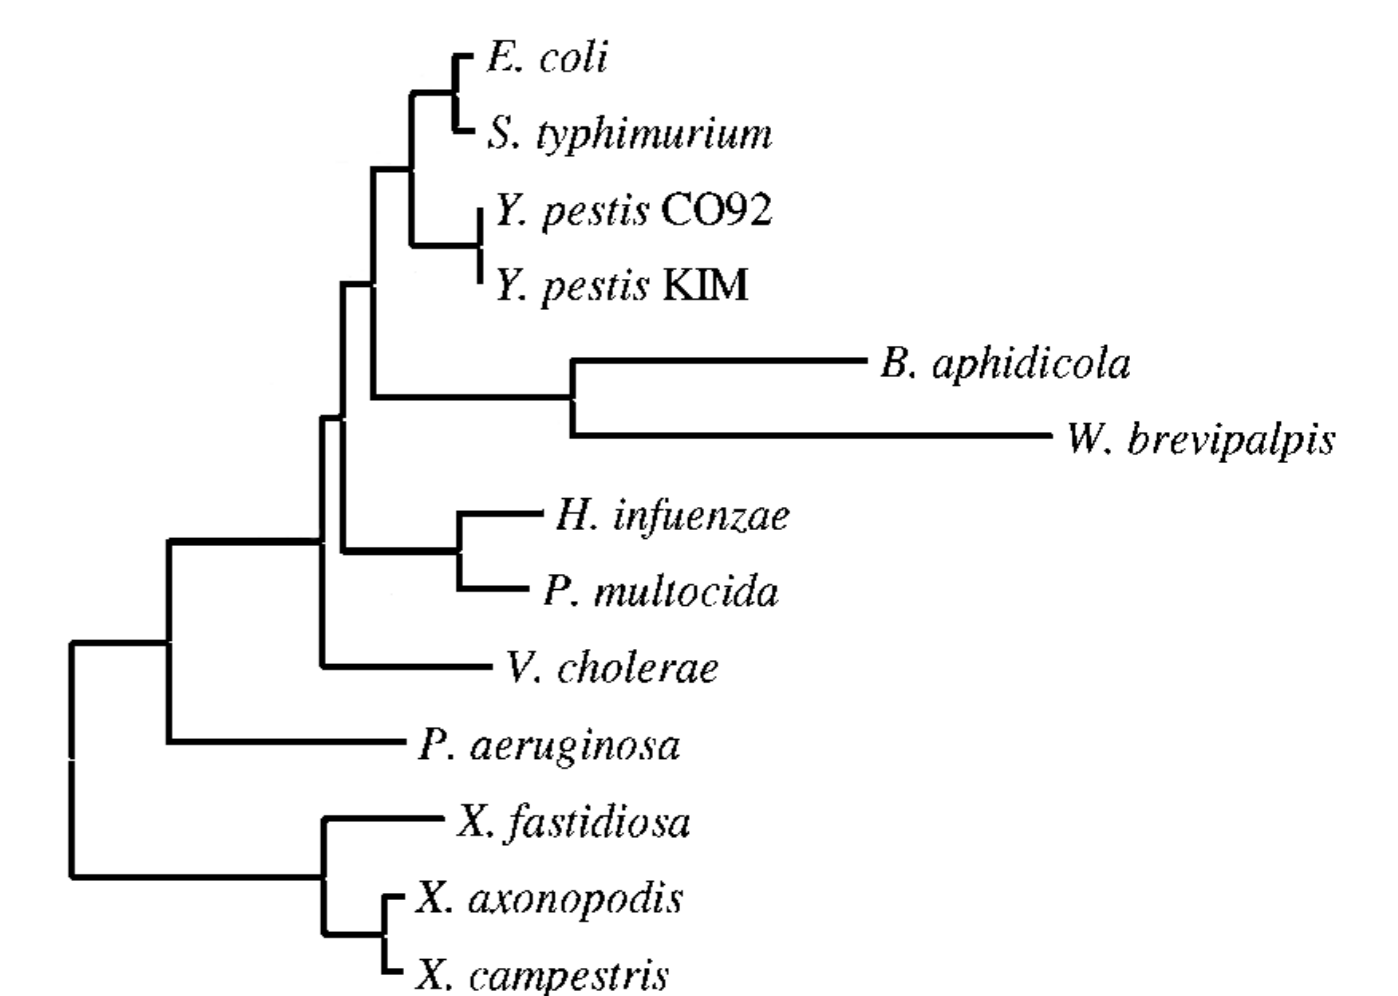 E. coli
S. typhimurium
Y. pestis CO92
Y. pestis KIM
B. aphidicola
W. brevipalpis
H. infuenzae
P. multocida
V. cholerae
P. aeruginosa
X. fastidiosa
X. axonopodis
X. campestris